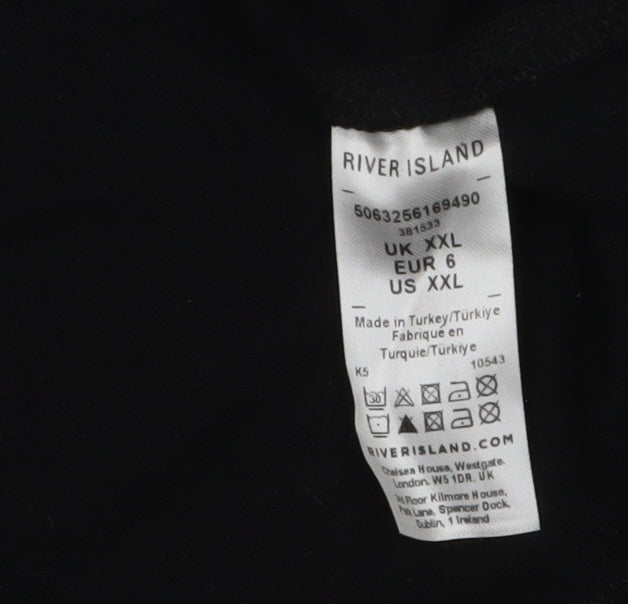 RIVER ISLAND
5063256169490
381533
UK XXL
EUR 6
US XXL
Made in Turkey/Türkiye
Fabriqué en
Turquie/Türkiye
K5 10543
30
RIVERISLAND.COM
Chelsea House, Westgate,
London. W5 1DR. UK
Floor Kilmore House,
Park Lane, Spencer Dock,
Dublin, 1 Ireland